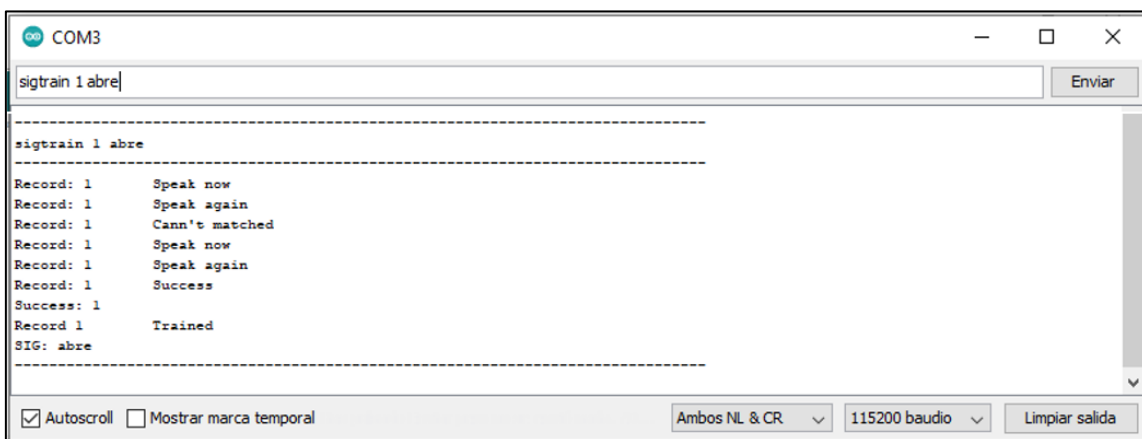 COM3
sigtrain 1 abre
Enviar
--------------------------------------------------------------------------------
sigtrain 1 abre
--------------------------------------------------------------------------------
Record: 1 Speak now
Record: 1 Speak again
Record: 1 Cann't matched
Record: 1 Speak now
Record: 1 Speak again
Record: 1 Success
Success: 1
Record 1 Trained
SIG: abre
--------------------------------------------------------------------------------
Autoscroll Mostrar marca temporal Ambos NL & CR 115200 baudio Limpiar salida